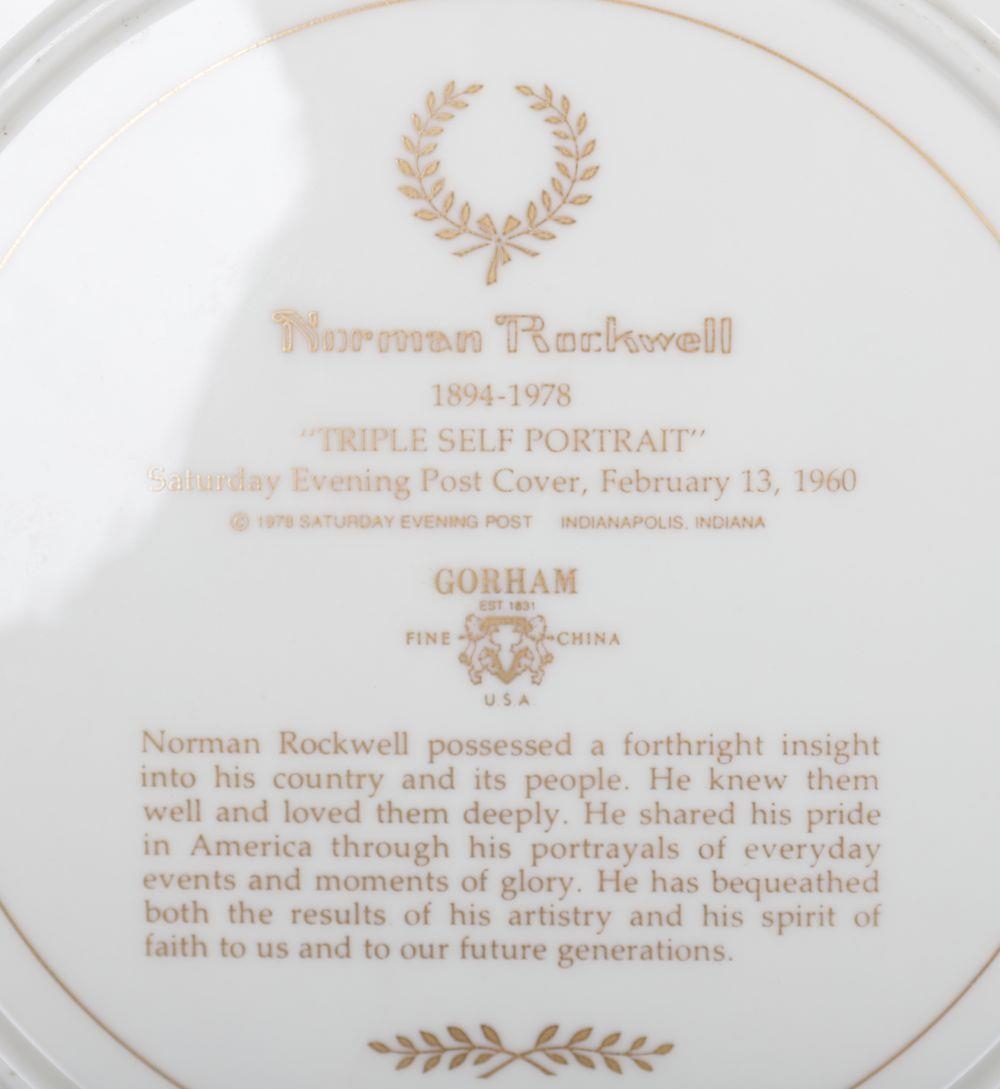 Norman Rockwell
1894-1978
"TRIPLE SELF PORTRAIT"
Saturday Evening Post Cover, February 13, 1960
© 1978 SATURDAY EVENING POST INDIANAPOLIS, INDIANA
GORHAM
EST. 1831
FINE CHINA
U.S.A.
Norman Rockwell possessed a forthright insight
into his country and its people. He knew them
well and loved them deeply. He shared his pride
in America through his portrayals of everyday
events and moments of glory. He has bequeathed
both the results of his artistry and his spirit of
faith to us and to our future generations.